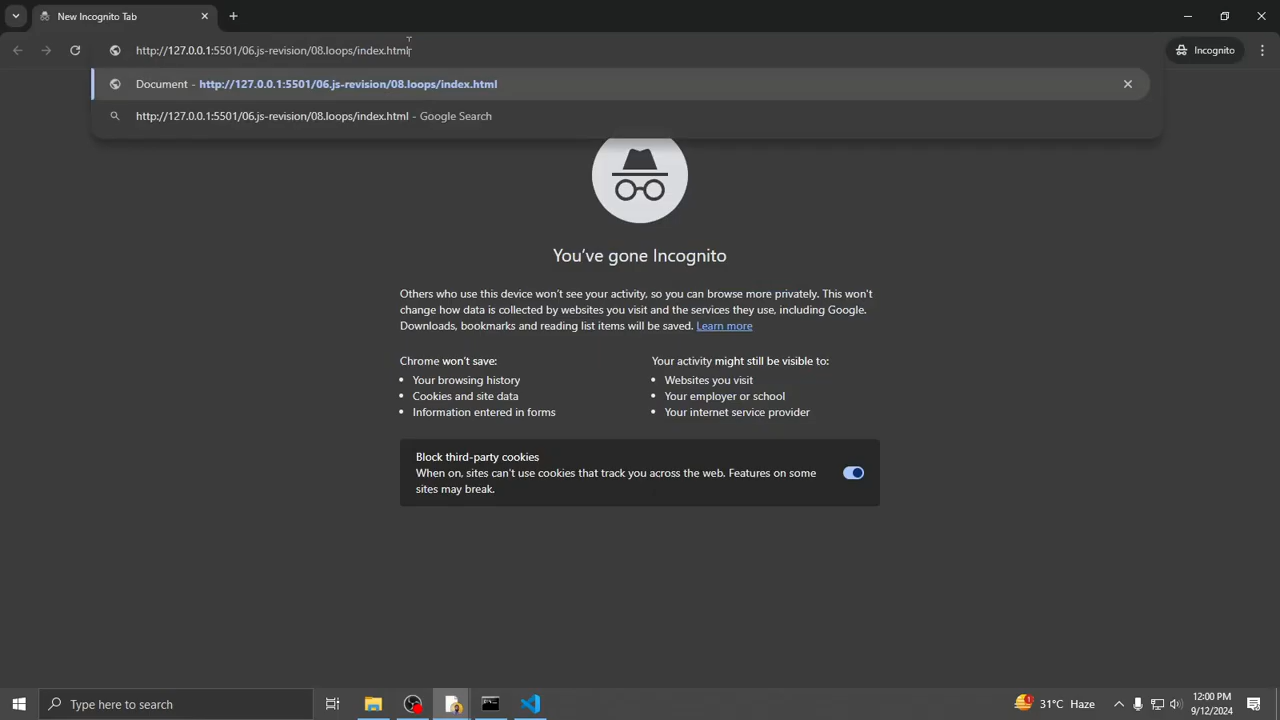 New Incognito Tab
http://127.0.0.1:5501/06.js-revision/08.loops/index.html
Incognito
Document - http://127.0.0.1:5501/06.js-revision/08.loops/index.html
http://127.0.0.1:5501/06.js-revision/08.loops/index.html - Google Search
You've gone Incognito
Others who use this device won't see your activity, so you can browse more privately. This won't
change how data is collected by websites you visit and the services they use, including Google.
Downloads, bookmarks and reading list items will be saved. Learn more
Chrome won't save:
Your browsing history
Cookies and site data
Information entered in forms
Your activity might still be visible to:
Websites you visit
Your employer or school
Your internet service provider
Block third-party cookies
When on, sites can't use cookies that track you across the web. Features on some
sites may break.
Type here to search
1
31°C Haze
12:00 PM
9/12/2024